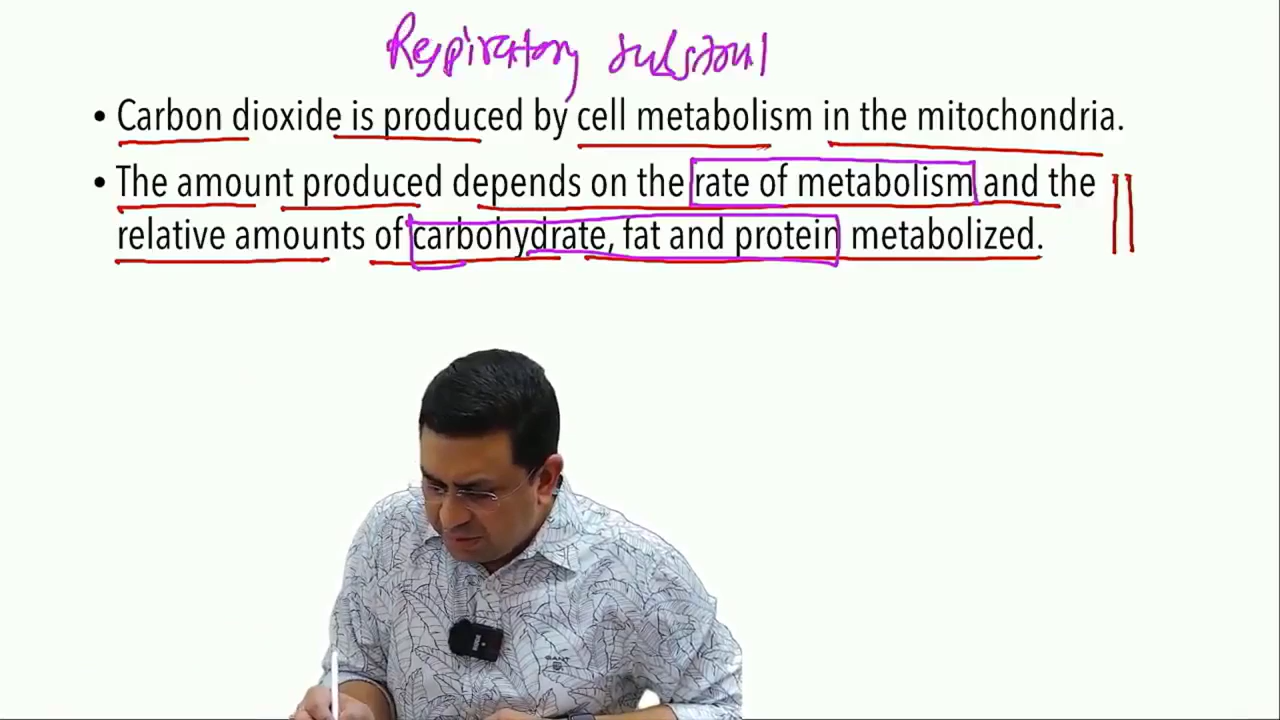 Respiratory
• Carbon dioxide is produced by cell metabolism in the mitochondria.
• The amount produced depends on the rate of metabolism and the
relative amounts of carbohydrate, fat and protein metabolized.
GANT